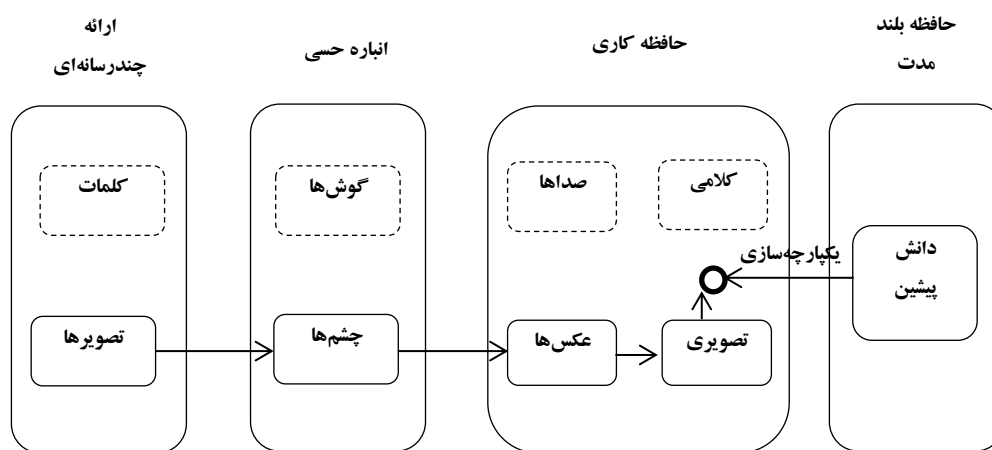 ارائه
چندرسانه‌ای
انباره حسی
حافظه کاری
حافظه بلند
مدت
کلمات
گوش‌ها
صداها
کلامی
دانش
پیشین
یکپارچه‌سازی
تصویرها
چشم‌ها
عکس‌ها
تصویری